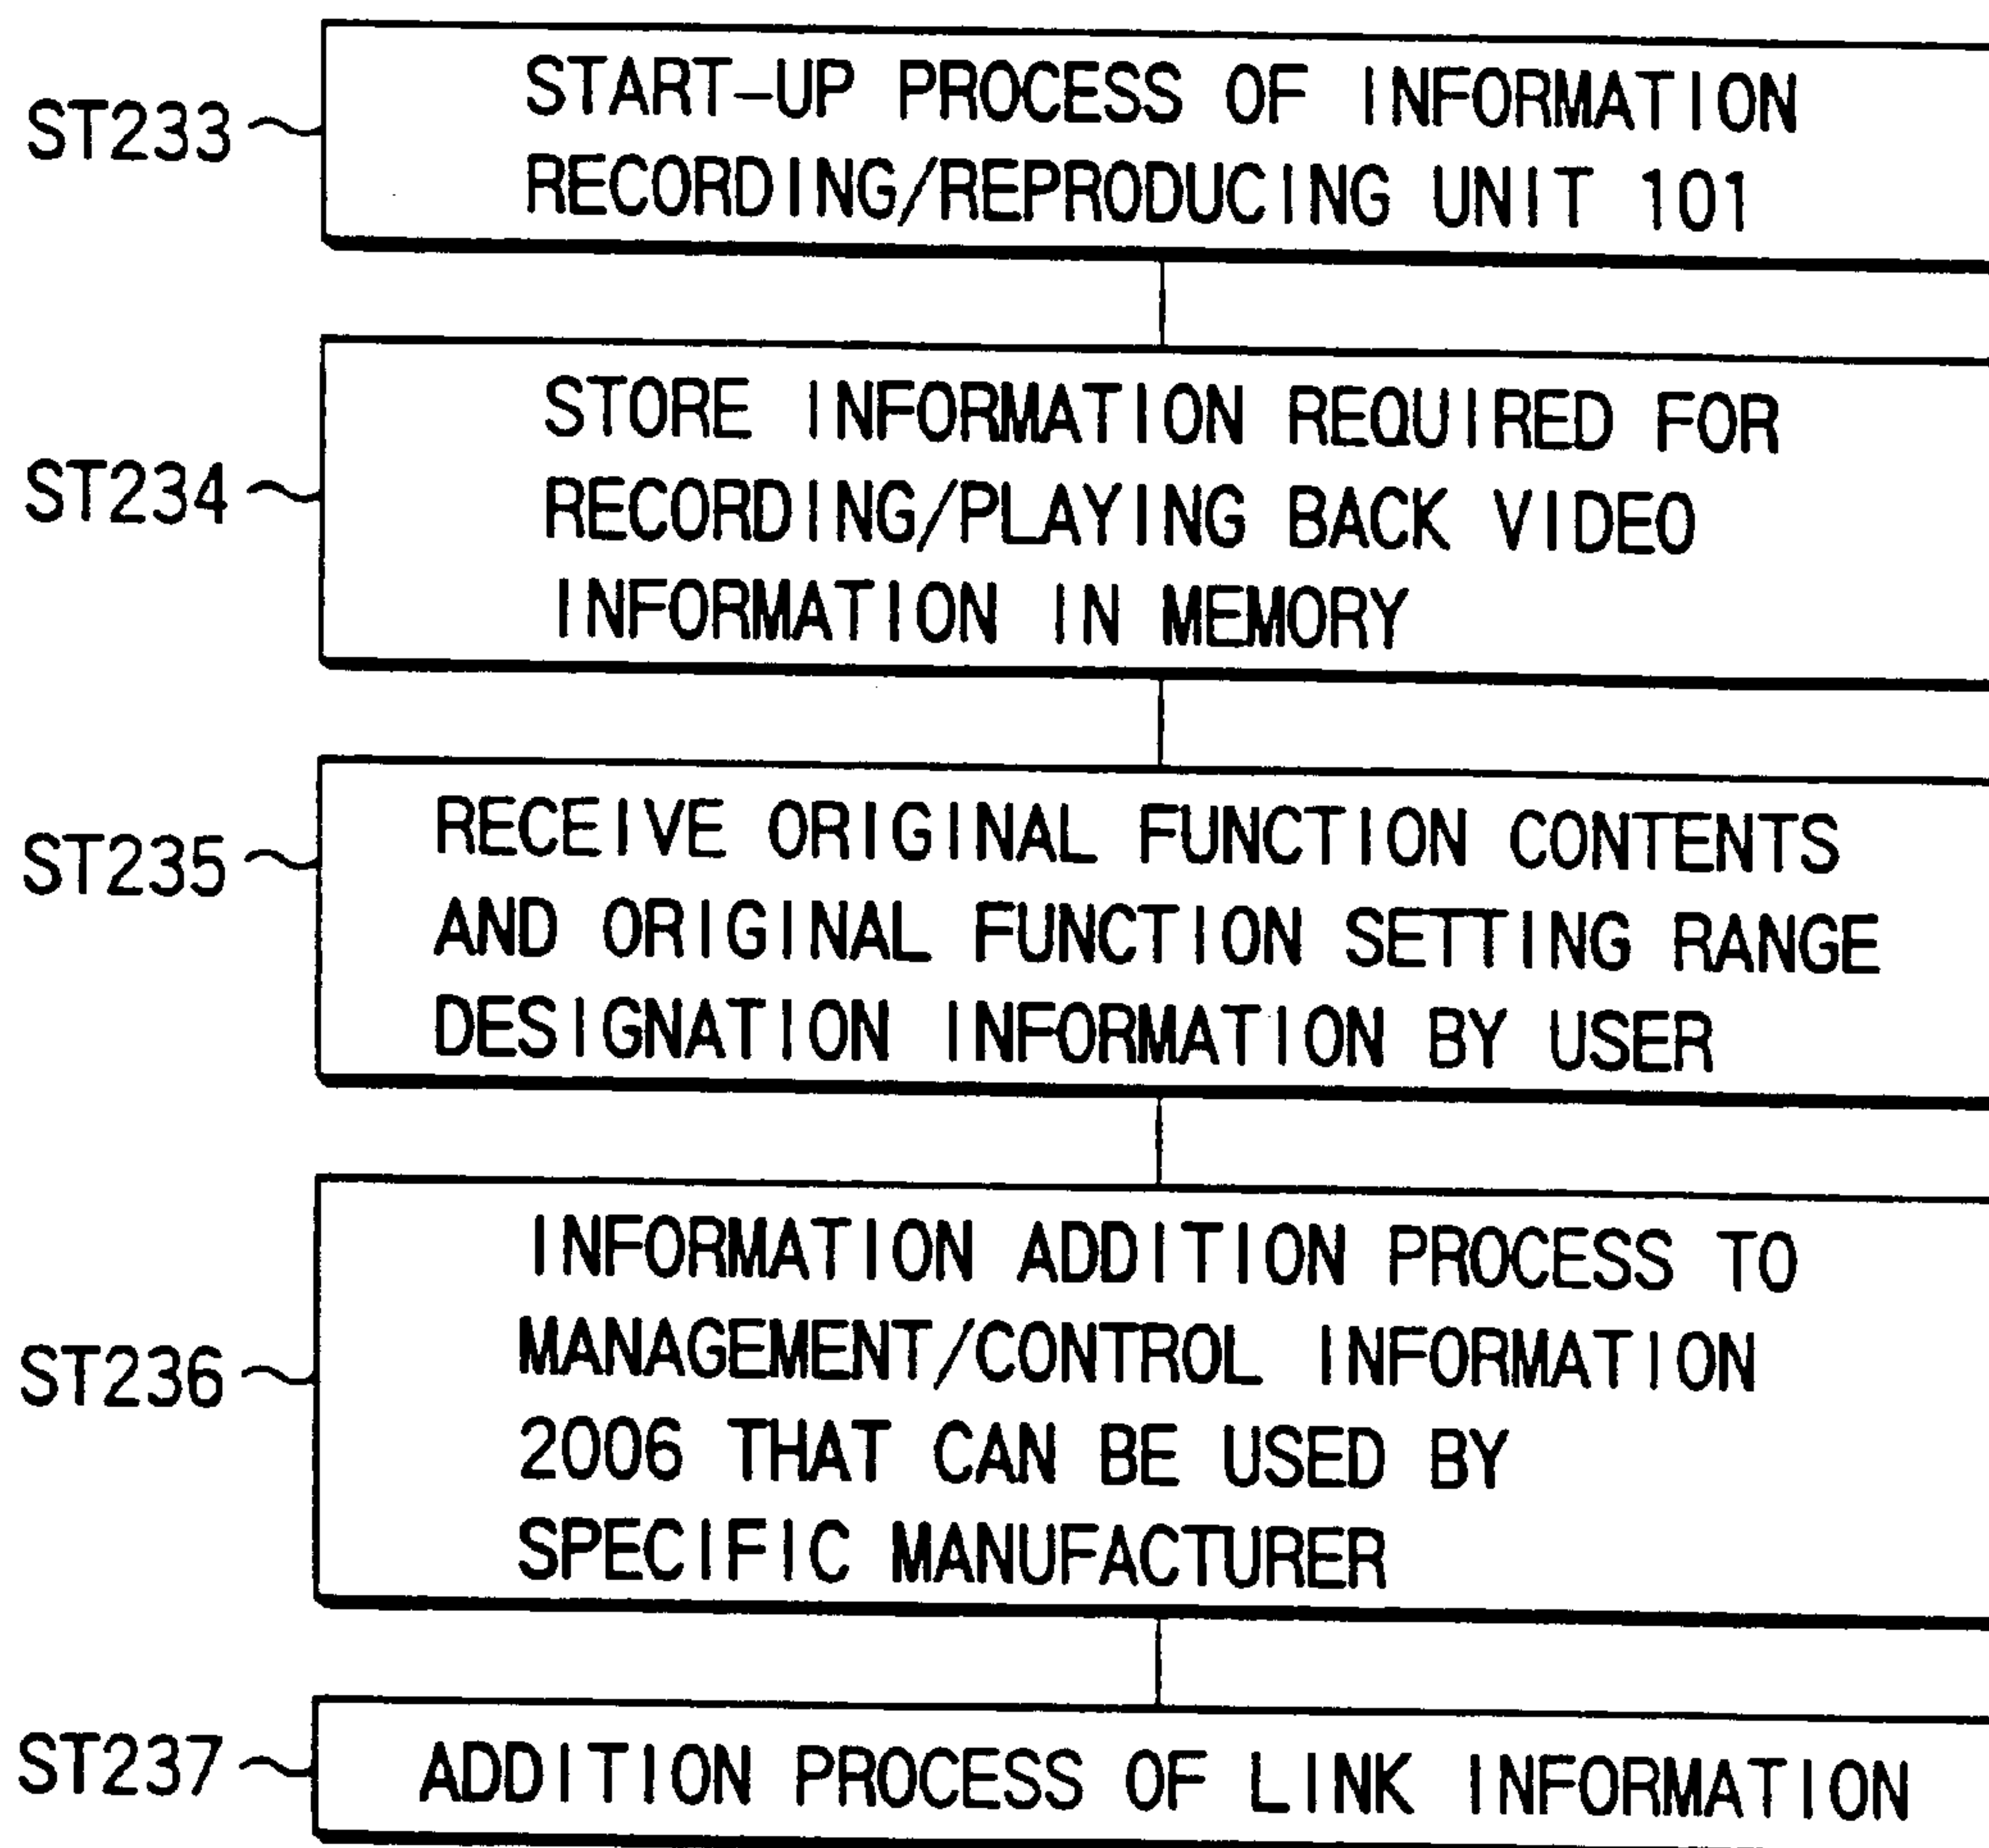 ST233
START-UP PROCESS OF INFORMATION
RECORDING/REPRODUCING UNIT 101
ST234
STORE INFORMATION REQUIRED FOR
RECORDING/PLAYING BACK VIDEO
INFORMATION IN MEMORY
ST235
RECEIVE ORIGINAL FUNCTION CONTENTS
AND ORIGINAL FUNCTION SETTING RANGE
DESIGNATION INFORMATION BY USER
ST236
INFORMATION ADDITION PROCESS TO
MANAGEMENT/CONTROL INFORMATION
2006 THAT CAN BE USED BY
SPECIFIC MANUFACTURER
ST237
ADDITION PROCESS OF LINK INFORMATION